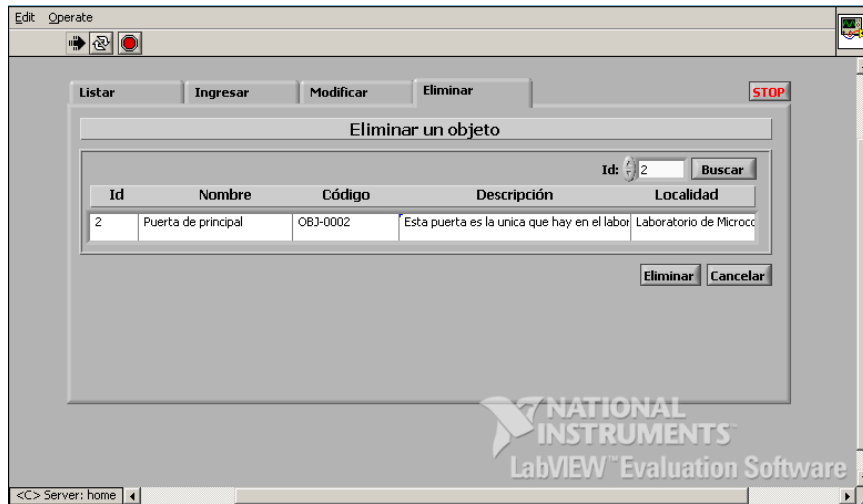 Edit Operate
Listar Ingresar Modificar Eliminar STOP
Eliminar un objeto
Id: 2 Buscar
Id Nombre Código Descripción Localidad
2 Puerta de principal OBJ-0002 Esta puerta es la unica que hay en el labor Laboratorio de Microco
Eliminar Cancelar
NATIONAL
INSTRUMENTS
LabVIEW™ Evaluation Software
<C> Server: home